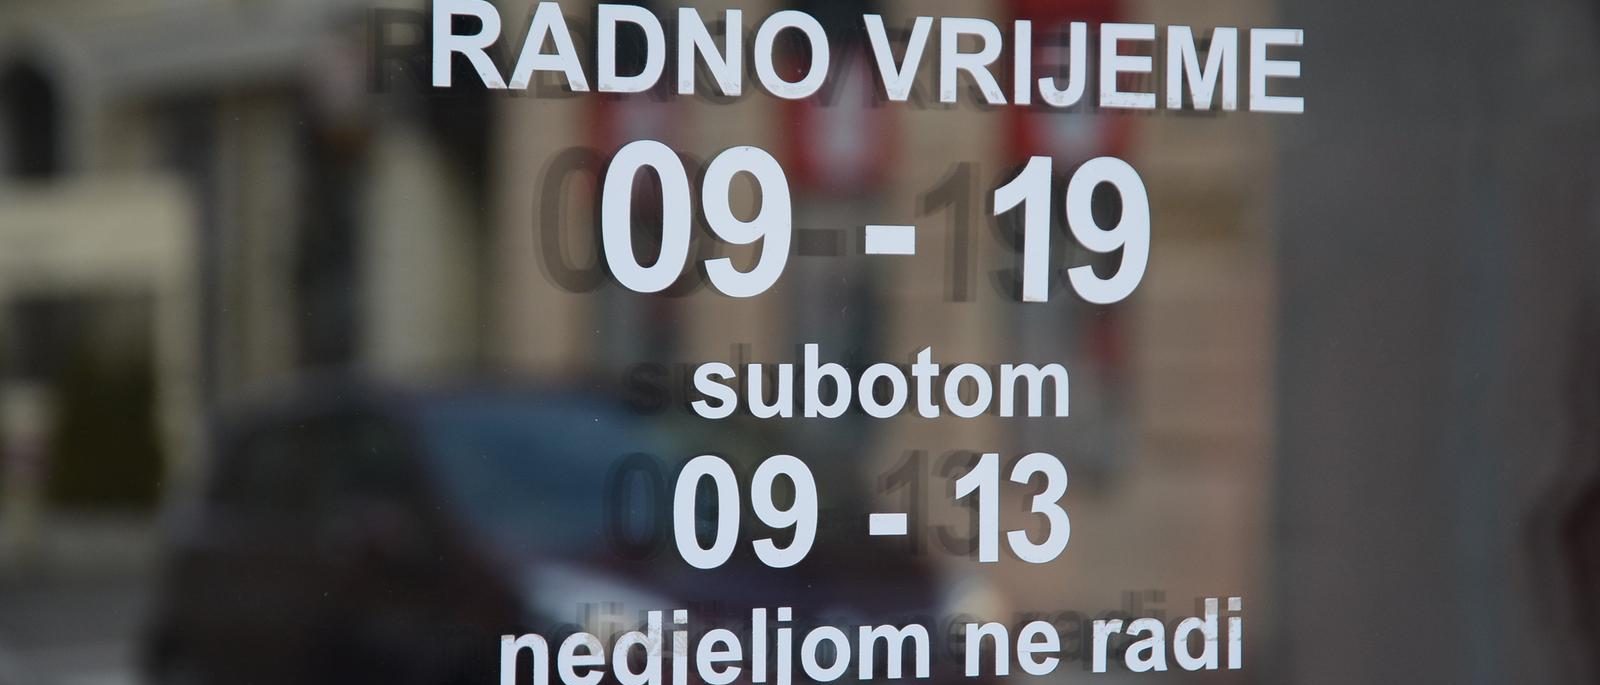 RADNO VRIJEME
09 - 19
subotom
09 - 13
nedjeljom ne radi